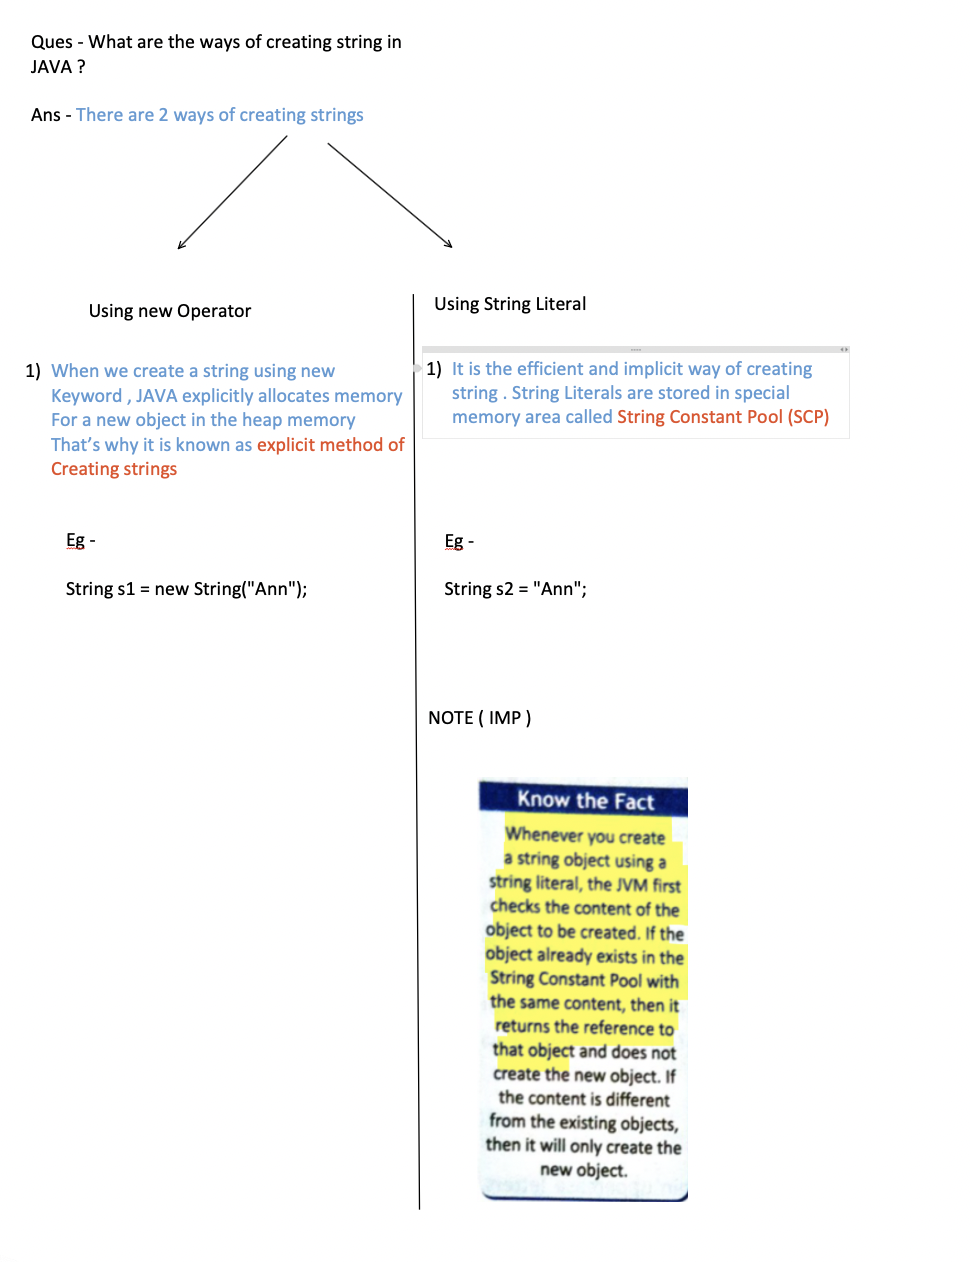 Ques - What are the ways of creating string in
JAVA ?
Ans - There are 2 ways of creating strings
Using new Operator
1) When we create a string using new
Keyword , JAVA explicitly allocates memory
For a new object in the heap memory
That's why it is known as explicit method of
Creating strings
Eg -
String s1 = new String("Ann");
Using String Literal
1) It is the efficient and implicit way of creating
string . String Literals are stored in special
memory area called String Constant Pool (SCP)
Eg -
String s2 = "Ann";
NOTE ( IMP )
Know the Fact
Whenever you create
a string object using a
string literal, the JVM first
checks the content of the
object to be created. If the
object already exists in the
String Constant Pool with
the same content, then it
returns the reference to
that object and does not
create the new object. If
the content is different
from the existing objects,
then it will only create the
new object.